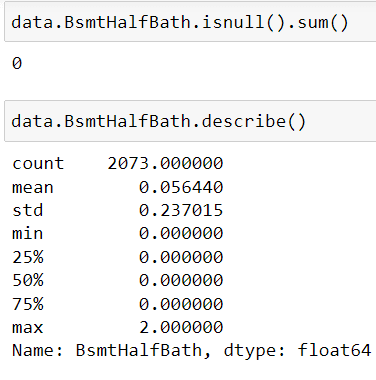 data.BsmtHalfBath.isnull().sum()
0
data.BsmtHalfBath.describe()
count    2073.000000
mean        0.056440
std         0.237015
min         0.000000
25%         0.000000
50%         0.000000
75%         0.000000
max         2.000000
Name: BsmtHalfBath, dtype: float64